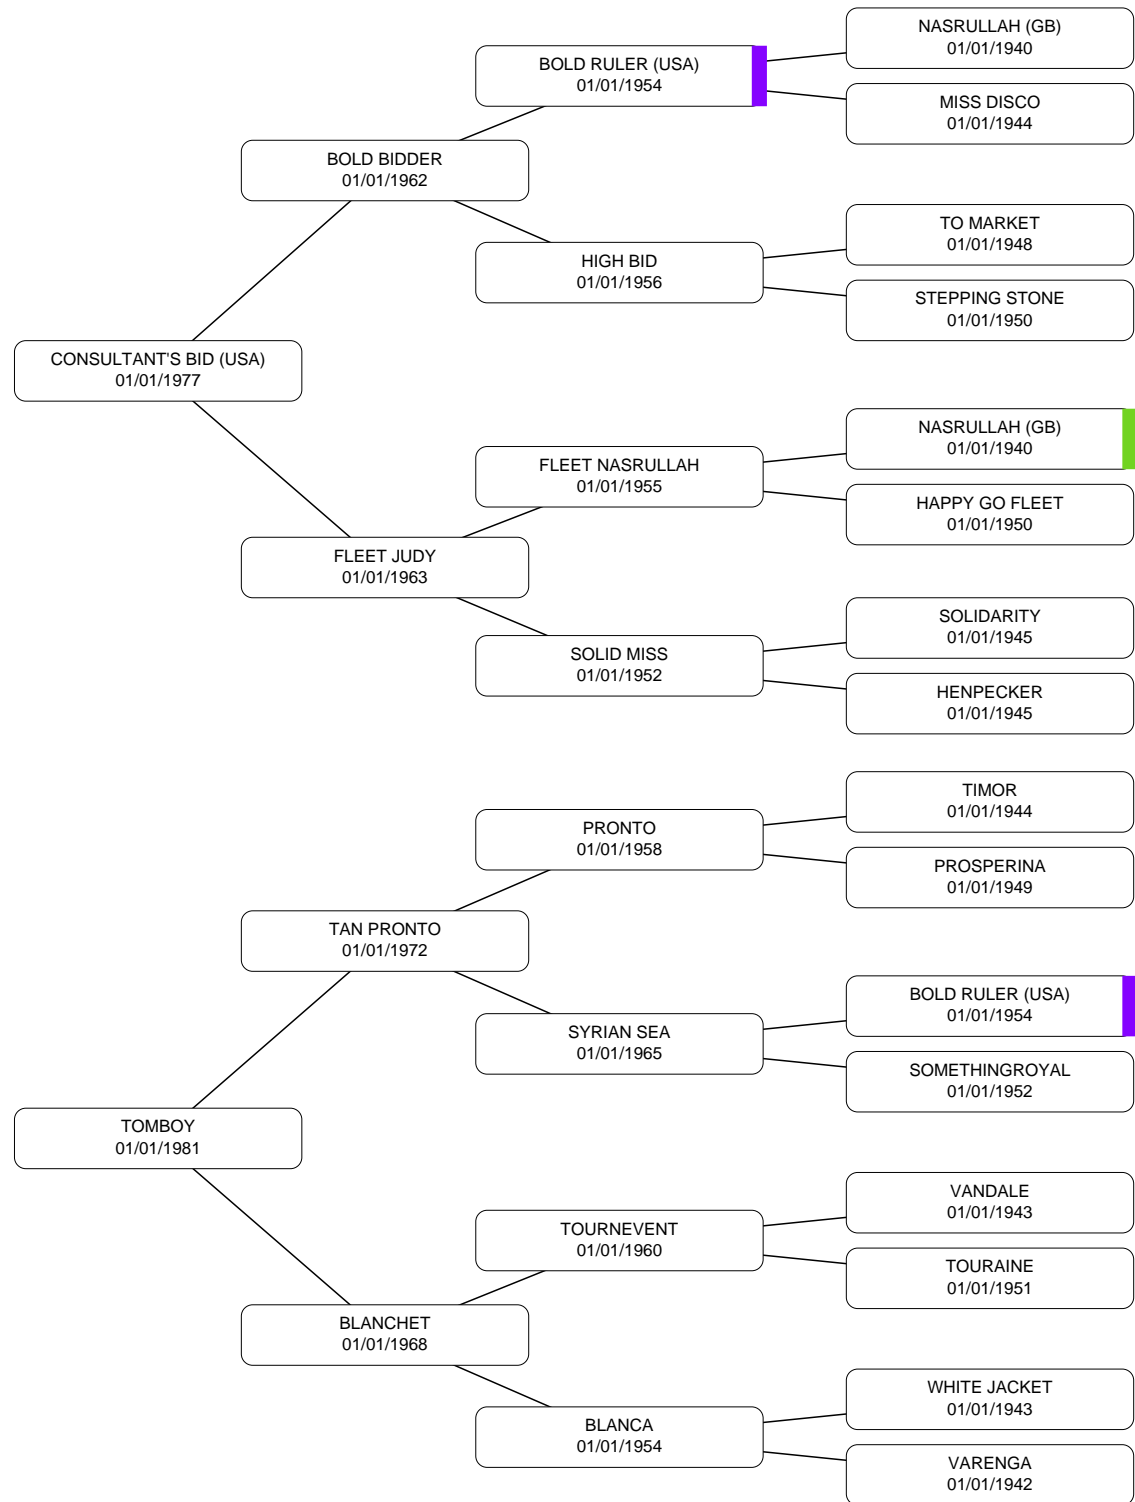 NASRULLAH (GB)
01/01/1940
BOLD RULER (USA)
01/01/1954
MISS DISCO
01/01/1944
BOLD BIDDER
01/01/1962
TO MARKET
01/01/1948
HIGH BID
01/01/1956
STEPPING STONE
01/01/1950
CONSULTANT'S BID (USA)
01/01/1977
NASRULLAH (GB)
01/01/1940
FLEET NASRULLAH
01/01/1955
HAPPY GO FLEET
01/01/1950
FLEET JUDY
01/01/1963
SOLIDARITY
01/01/1945
SOLID MISS
01/01/1952
HENPECKER
01/01/1945
TIMOR
01/01/1944
PRONTO
01/01/1958
PROSPERINA
01/01/1949
TAN PRONTO
01/01/1972
BOLD RULER (USA)
01/01/1954
SYRIAN SEA
01/01/1965
SOMETHINGROYAL
01/01/1952
TOMBOY
01/01/1981
VANDALE
01/01/1943
TOURNEVENT
01/01/1960
TOURAINE
01/01/1951
BLANCHET
01/01/1968
WHITE JACKET
01/01/1943
BLANCA
01/01/1954
VARENGA
01/01/1942